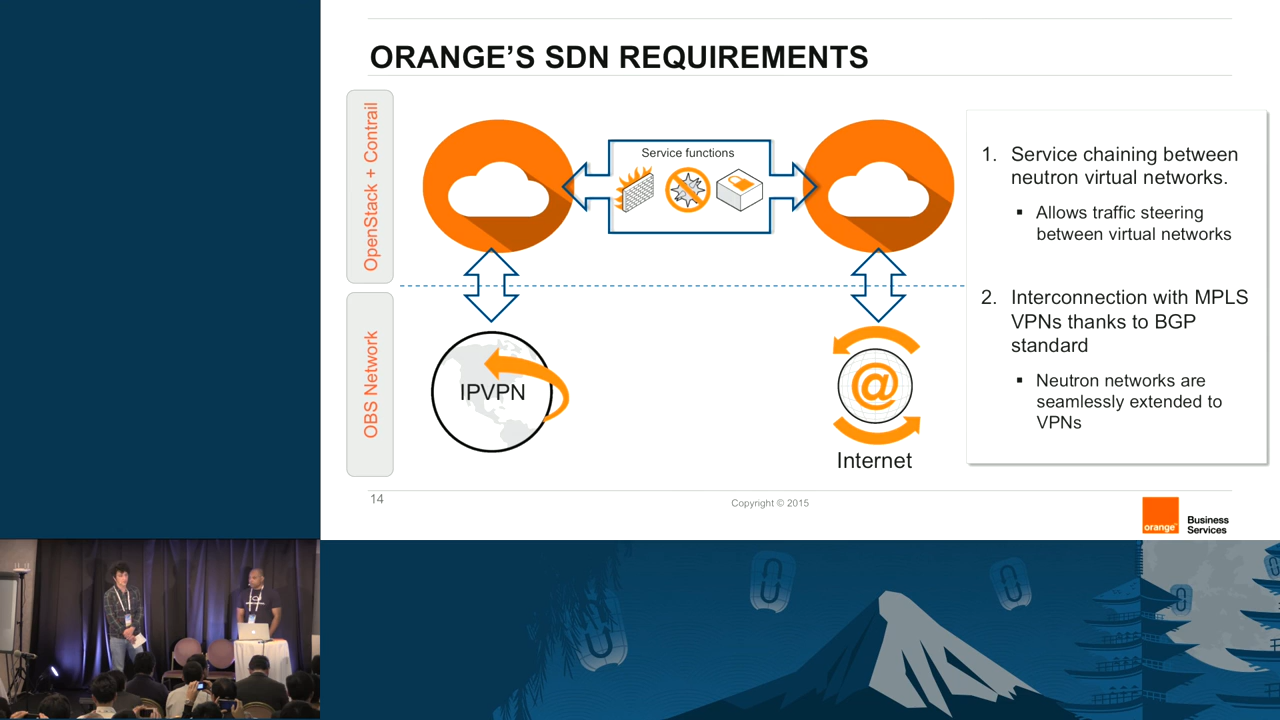 ORANGE’S SDN REQUIREMENTS
OpenStack + Contrail
Service functions
OBS Network
IPVPN
@
Internet
1. Service chaining between
neutron virtual networks.
▪ Allows traffic steering
between virtual networks
2. Interconnection with MPLS
VPNs thanks to BGP
standard
▪ Neutron networks are
seamlessly extended to
VPNs
14
Copyright © 2015
orange™
Business
Services